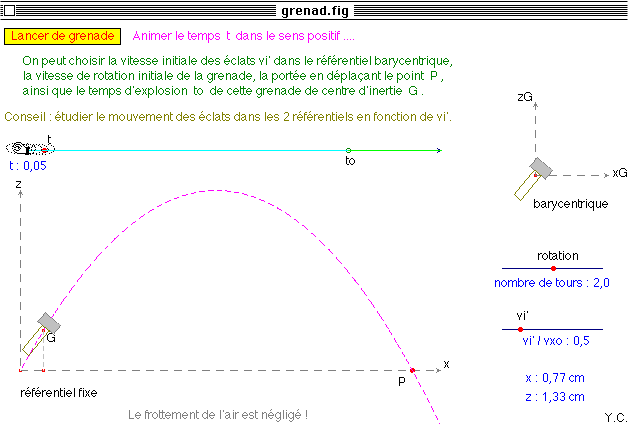 grenad.fig
Lancer de grenade
Animer le temps t dans le sens positif ....
On peut choisir la vitesse initiale des éclats vi' dans le référentiel barycentrique,
la vitesse de rotation initiale de la grenade, la portée en déplaçant le point P,
ainsi que le temps d'explosion to de cette grenade de centre d'inertie G.
Conseil : étudier le mouvement des éclats dans les 2 référentiels en fonction de vi'.
zG
t
to
t : 0,05
xG
z
barycentrique
rotation
nombre de tours : 2,0
vi'
G
vi' / vxo : 0,5
x
P
x : 0,77 cm
référentiel fixe
z : 1,33 cm
Le frottement de l'air est négligé !
Y.C.